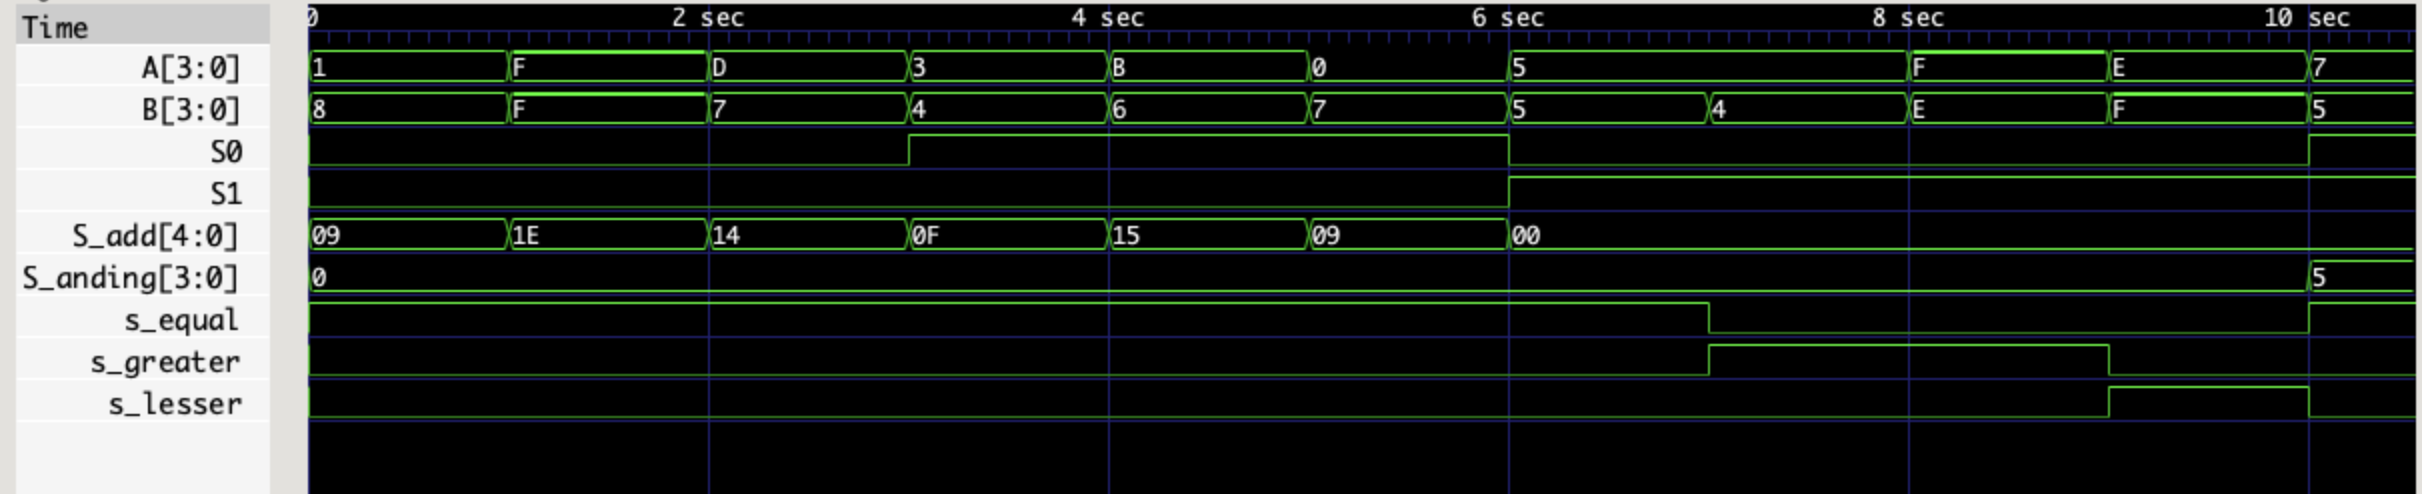 Time 0 2 sec 4 sec 6 sec 8 sec 10 sec
A[3:0] 1 F D 3 B 0 5 F E 7
B[3:0] 8 F 7 4 6 7 5 4 E F 5
S0
S1
S_add[4:0] 09 1E 14 0F 15 09 00
S_anding[3:0] 0 5
s_equal
s_greater
s_lesser